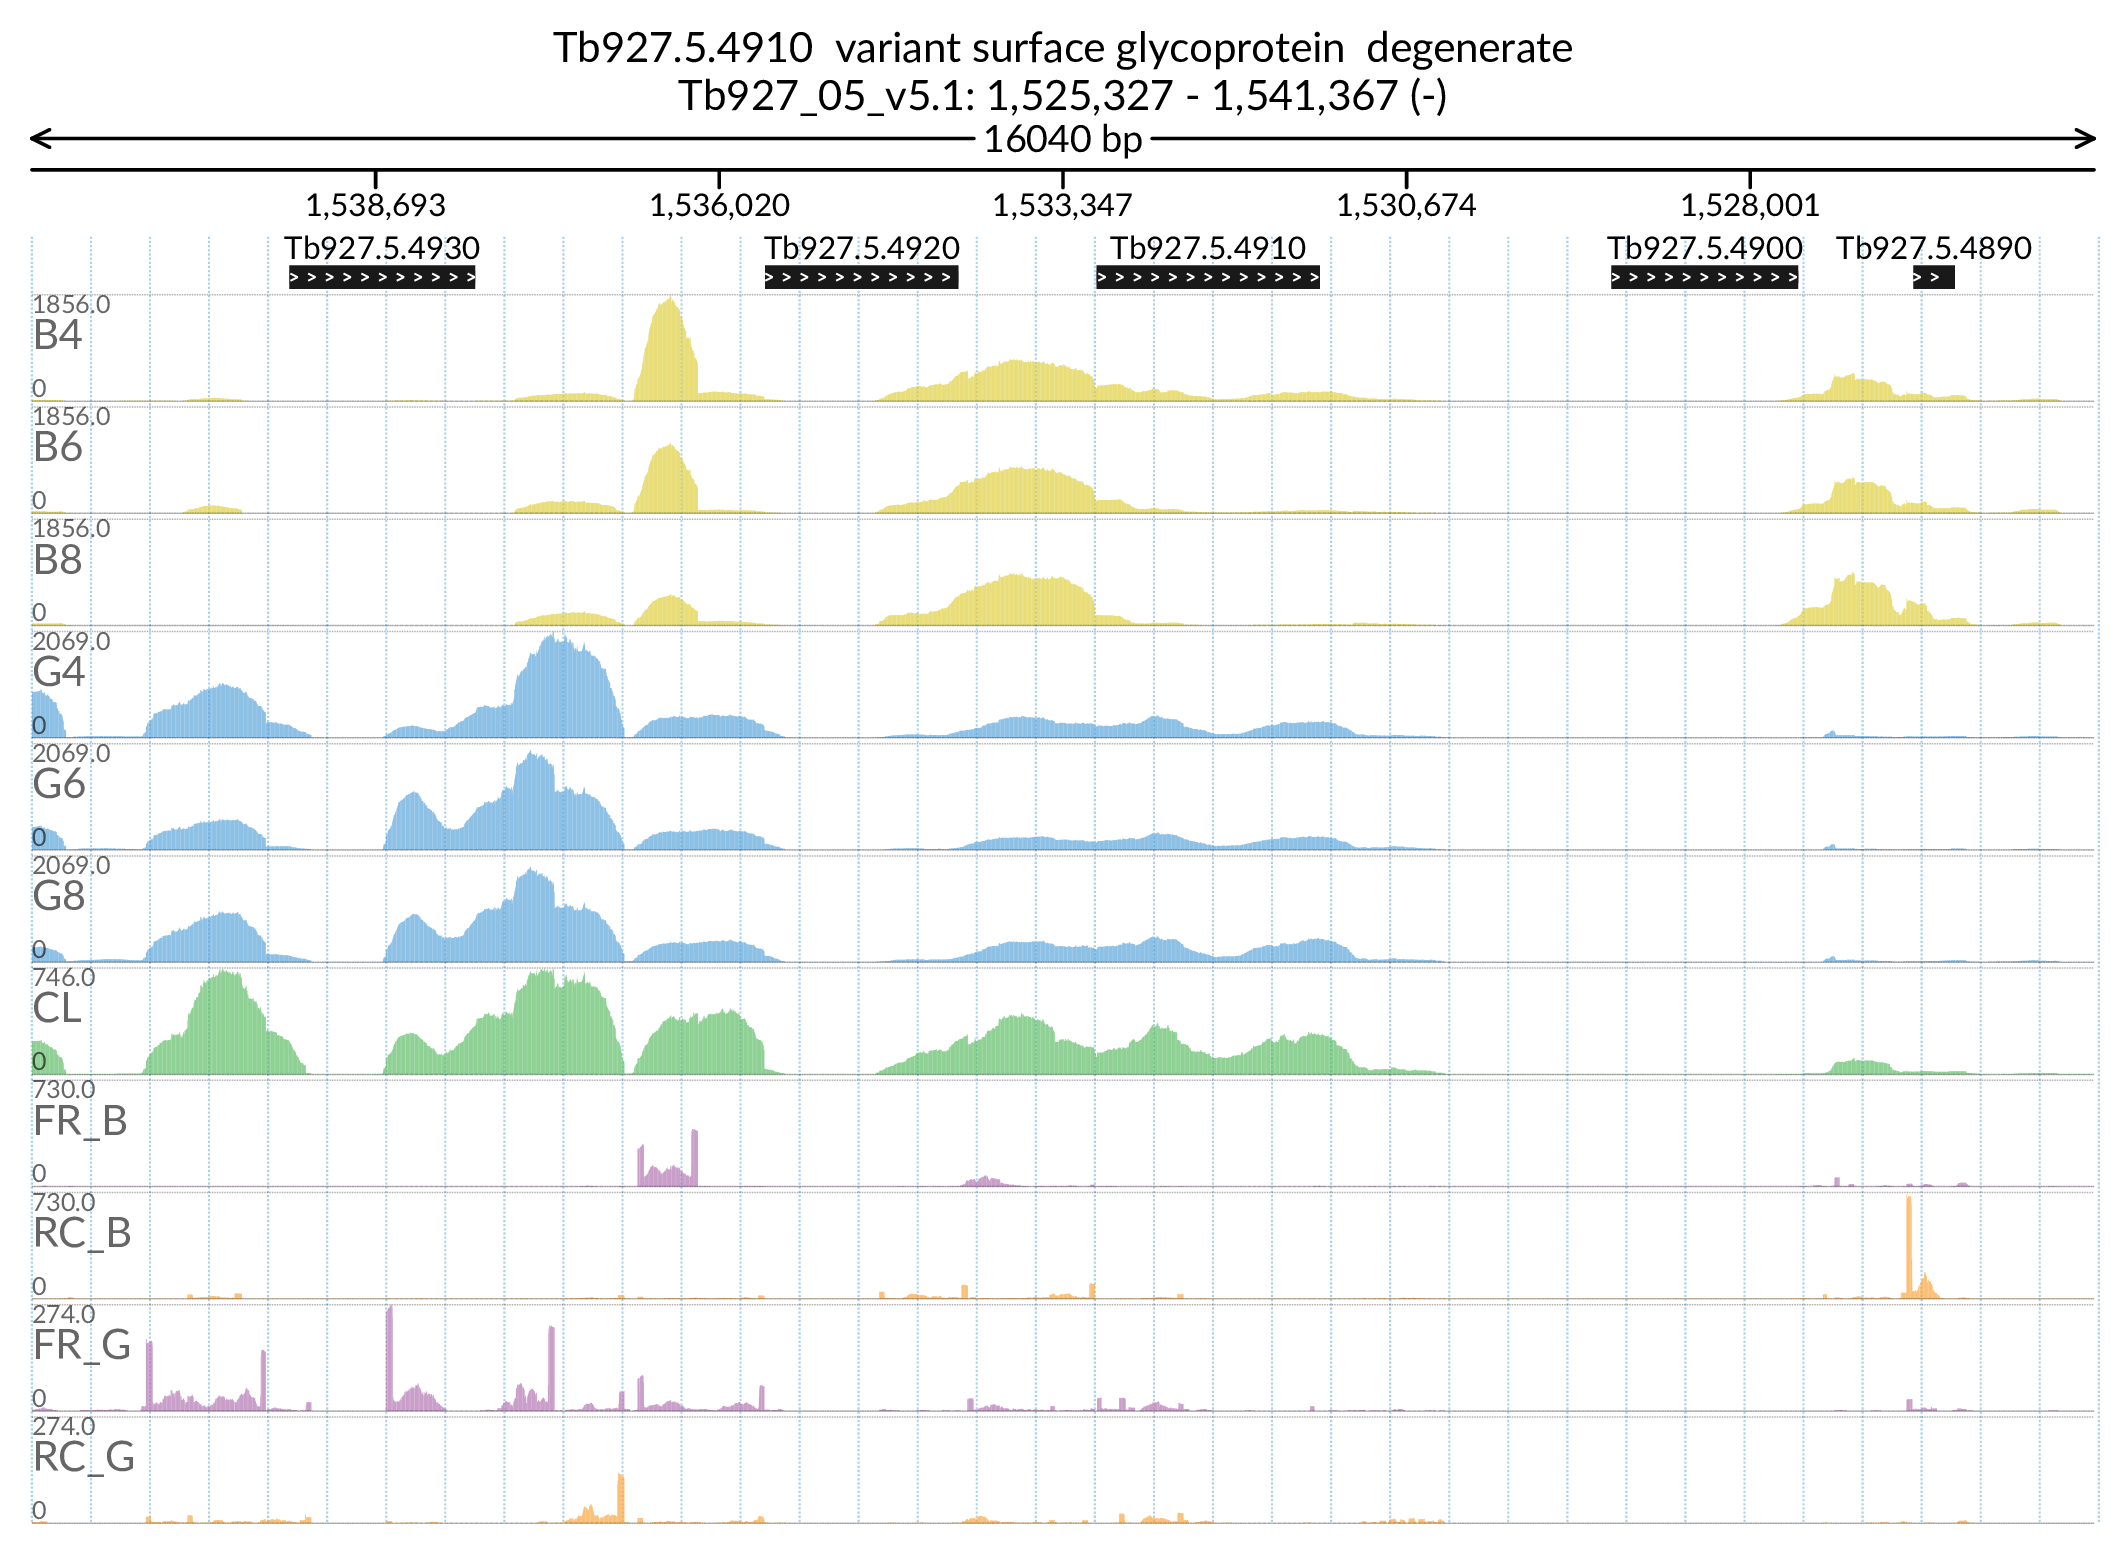 Tb927.5.4910 variant surface glycoprotein degenerate
Tb927_05_v5.1: 1,525,327 - 1,541,367 (-)
16040 bp
1,538,693 1,536,020 1,533,347 1,530,674 1,528,001
Tb927.5.4930 Tb927.5.4920 Tb927.5.4910 Tb927.5.4900 Tb927.5.4890
1856.0
B4
0
1856.0
B6
0
1856.0
B8
0
2069.0
G4
0
2069.0
G6
0
2069.0
G8
0
746.0
CL
0
730.0
FR_B
0
730.0
RC_B
0
274.0
FR_G
0
274.0
RC_G
0